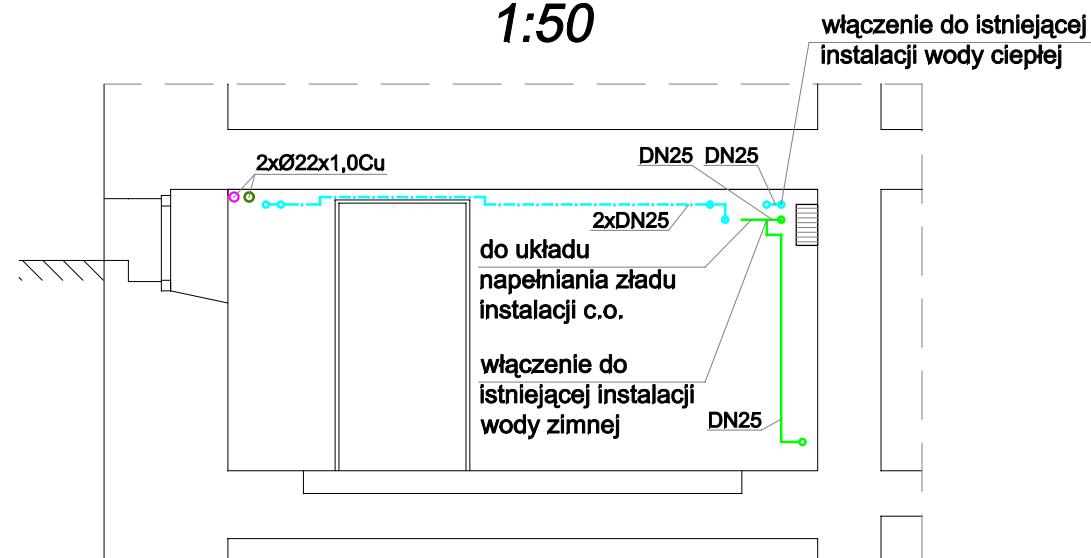 1:50
włączenie do istniejącej
instalacji wody ciepłej
2xØ22x1,0Cu
DN25
DN25
2xDN25
do układu
napełniania zładu
instalacji c.o.
włączenie do
istniejącej instalacji
wody zimnej
DN25